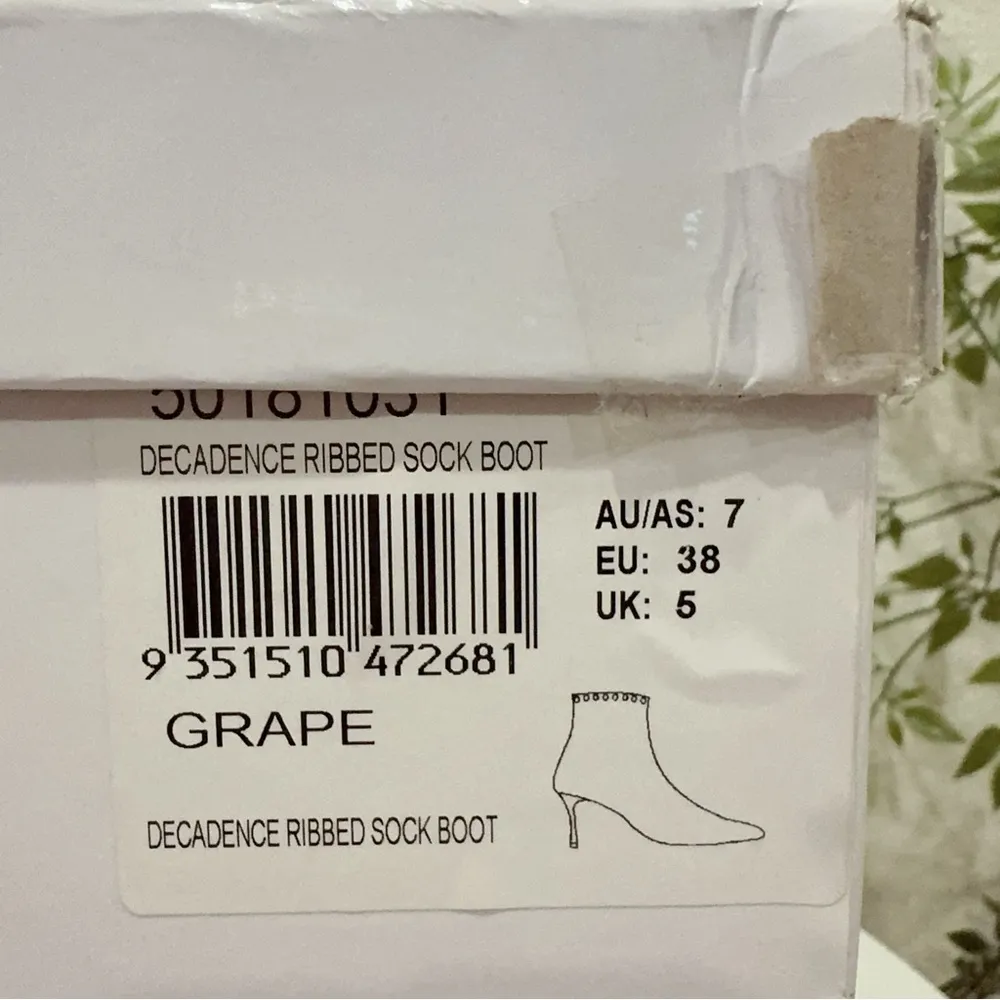 50181051
DECADENCE RIBBED SOCK BOOT
AU/AS: 7
EU: 38
UK: 5
9 351510 472681
GRAPE
DECADENCE RIBBED SOCK BOOT